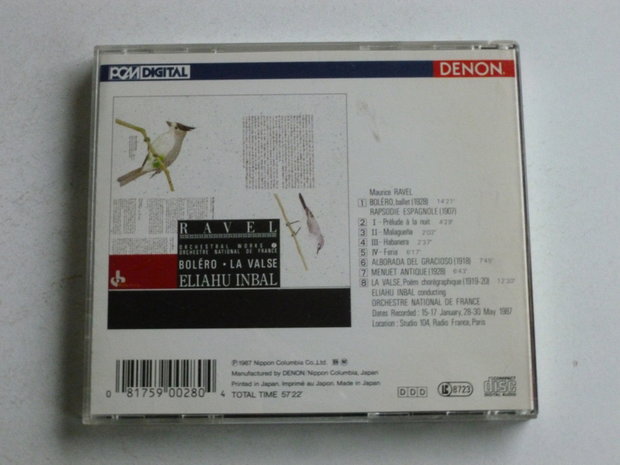 PCM DIGITAL
DENON
RAVEL
ORCHESTRAL WORKS 2
ORCHESTRE NATIONAL DE FRANCE
BOLÉRO · LA VALSE
ELIAHU INBAL
Maurice RAVEL
1 BOLÉRO, ballet (1928) 14'21"
RAPSODIE ESPAGNOLE (1907)
2 I - Prélude à la nuit 4'29"
3 II - Malagueña 2'02"
4 III - Habanera 2'37"
5 IV - Feria 6'17"
6 ALBORADA DEL GRACIOSO (1918) 7'45"
7 MENUET ANTIQUE (1929) 6'43"
8 LA VALSE, Poèm chorégraphique (1919-20) 12'30"
ELIAHU INBAL conducting
ORCHESTRE NATIONAL DE FRANCE
Dates Recorded : 15-17 January, 28-30 May 1987
Location : Studio 104, Radio France, Paris
℗ 1987 Nippon Columbia Co., Ltd.
Manufactured by DENON/Nippon Columbia, Japan
Printed in Japan. Imprimé au Japon. Made in Japan
TOTAL TIME 57'22"
0 81759 00280 4
DDD
8723
COMPACT
disc
DIGITAL AUDIO